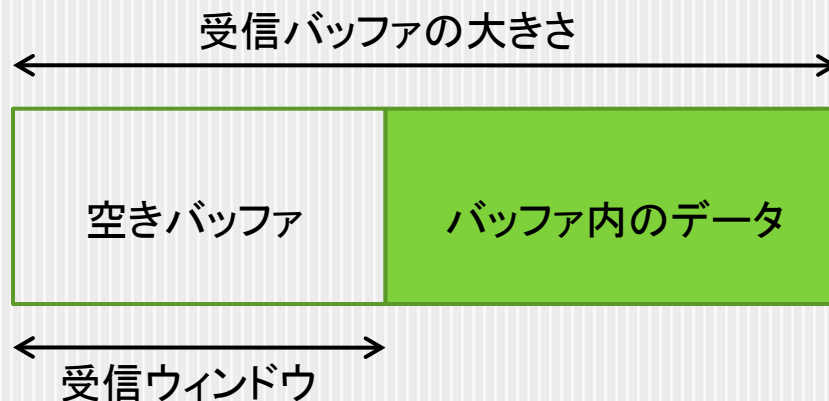 受信バッファの大きさ
空きバッファ
バッファ内のデータ
受信ウィンドウ